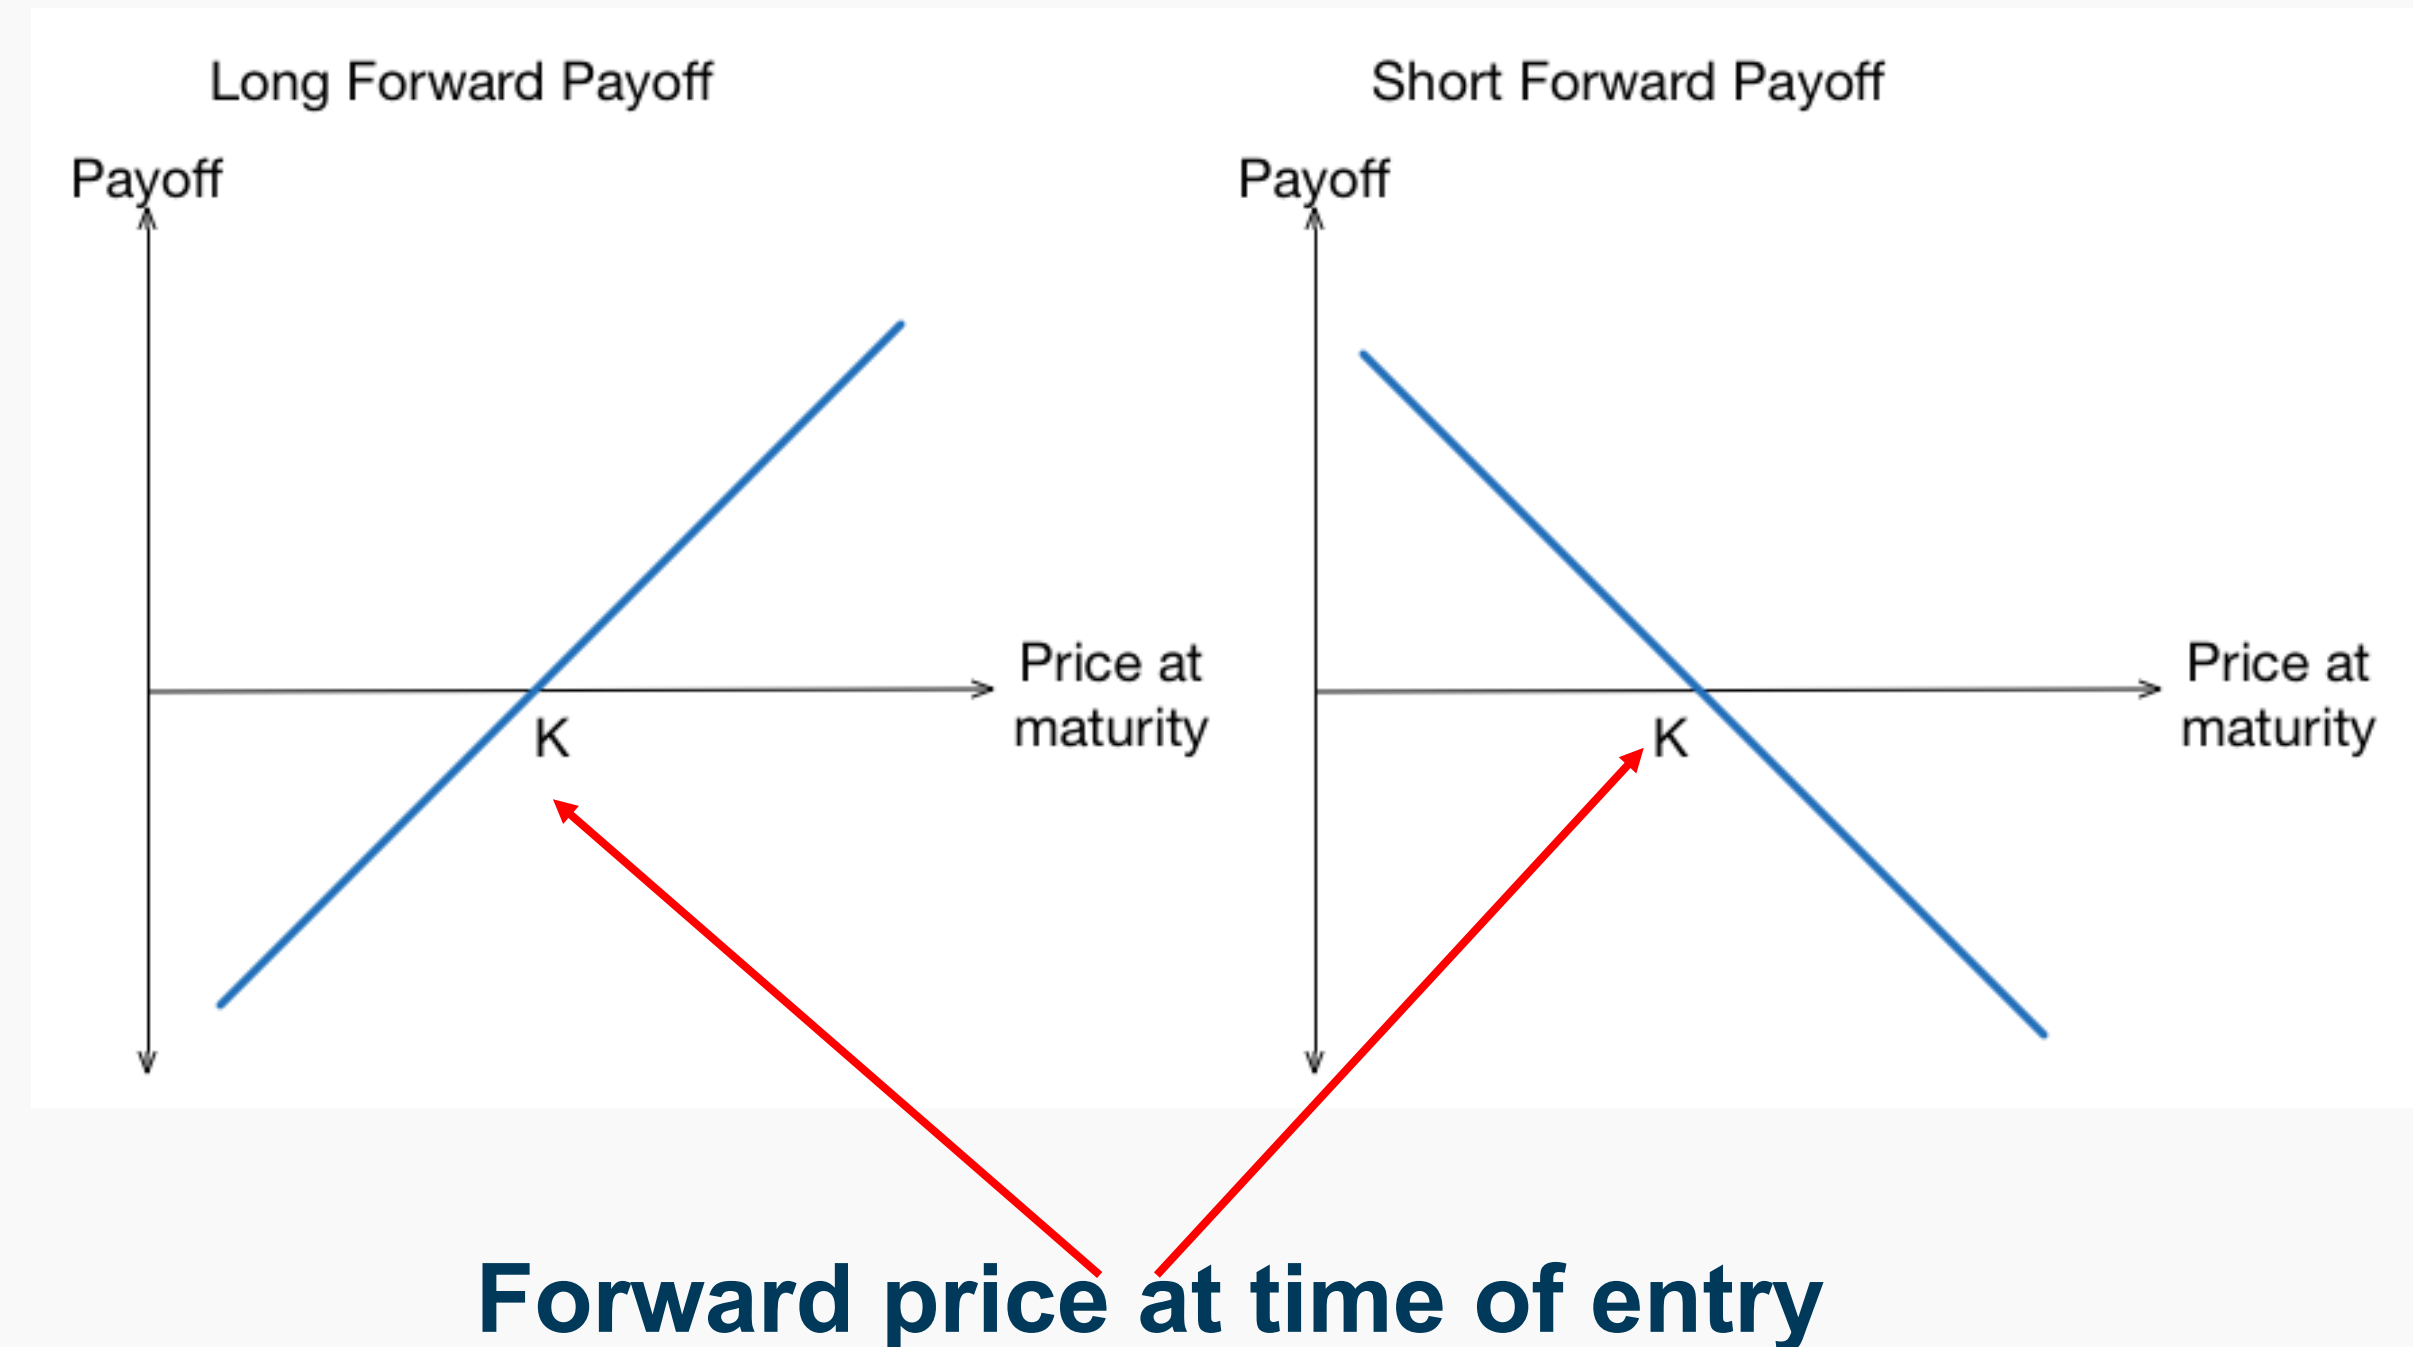 Long Forward Payoff
Payoff
Price at
maturity
K
Short Forward Payoff
Payoff
Price at
maturity
K
Forward price at time of entry